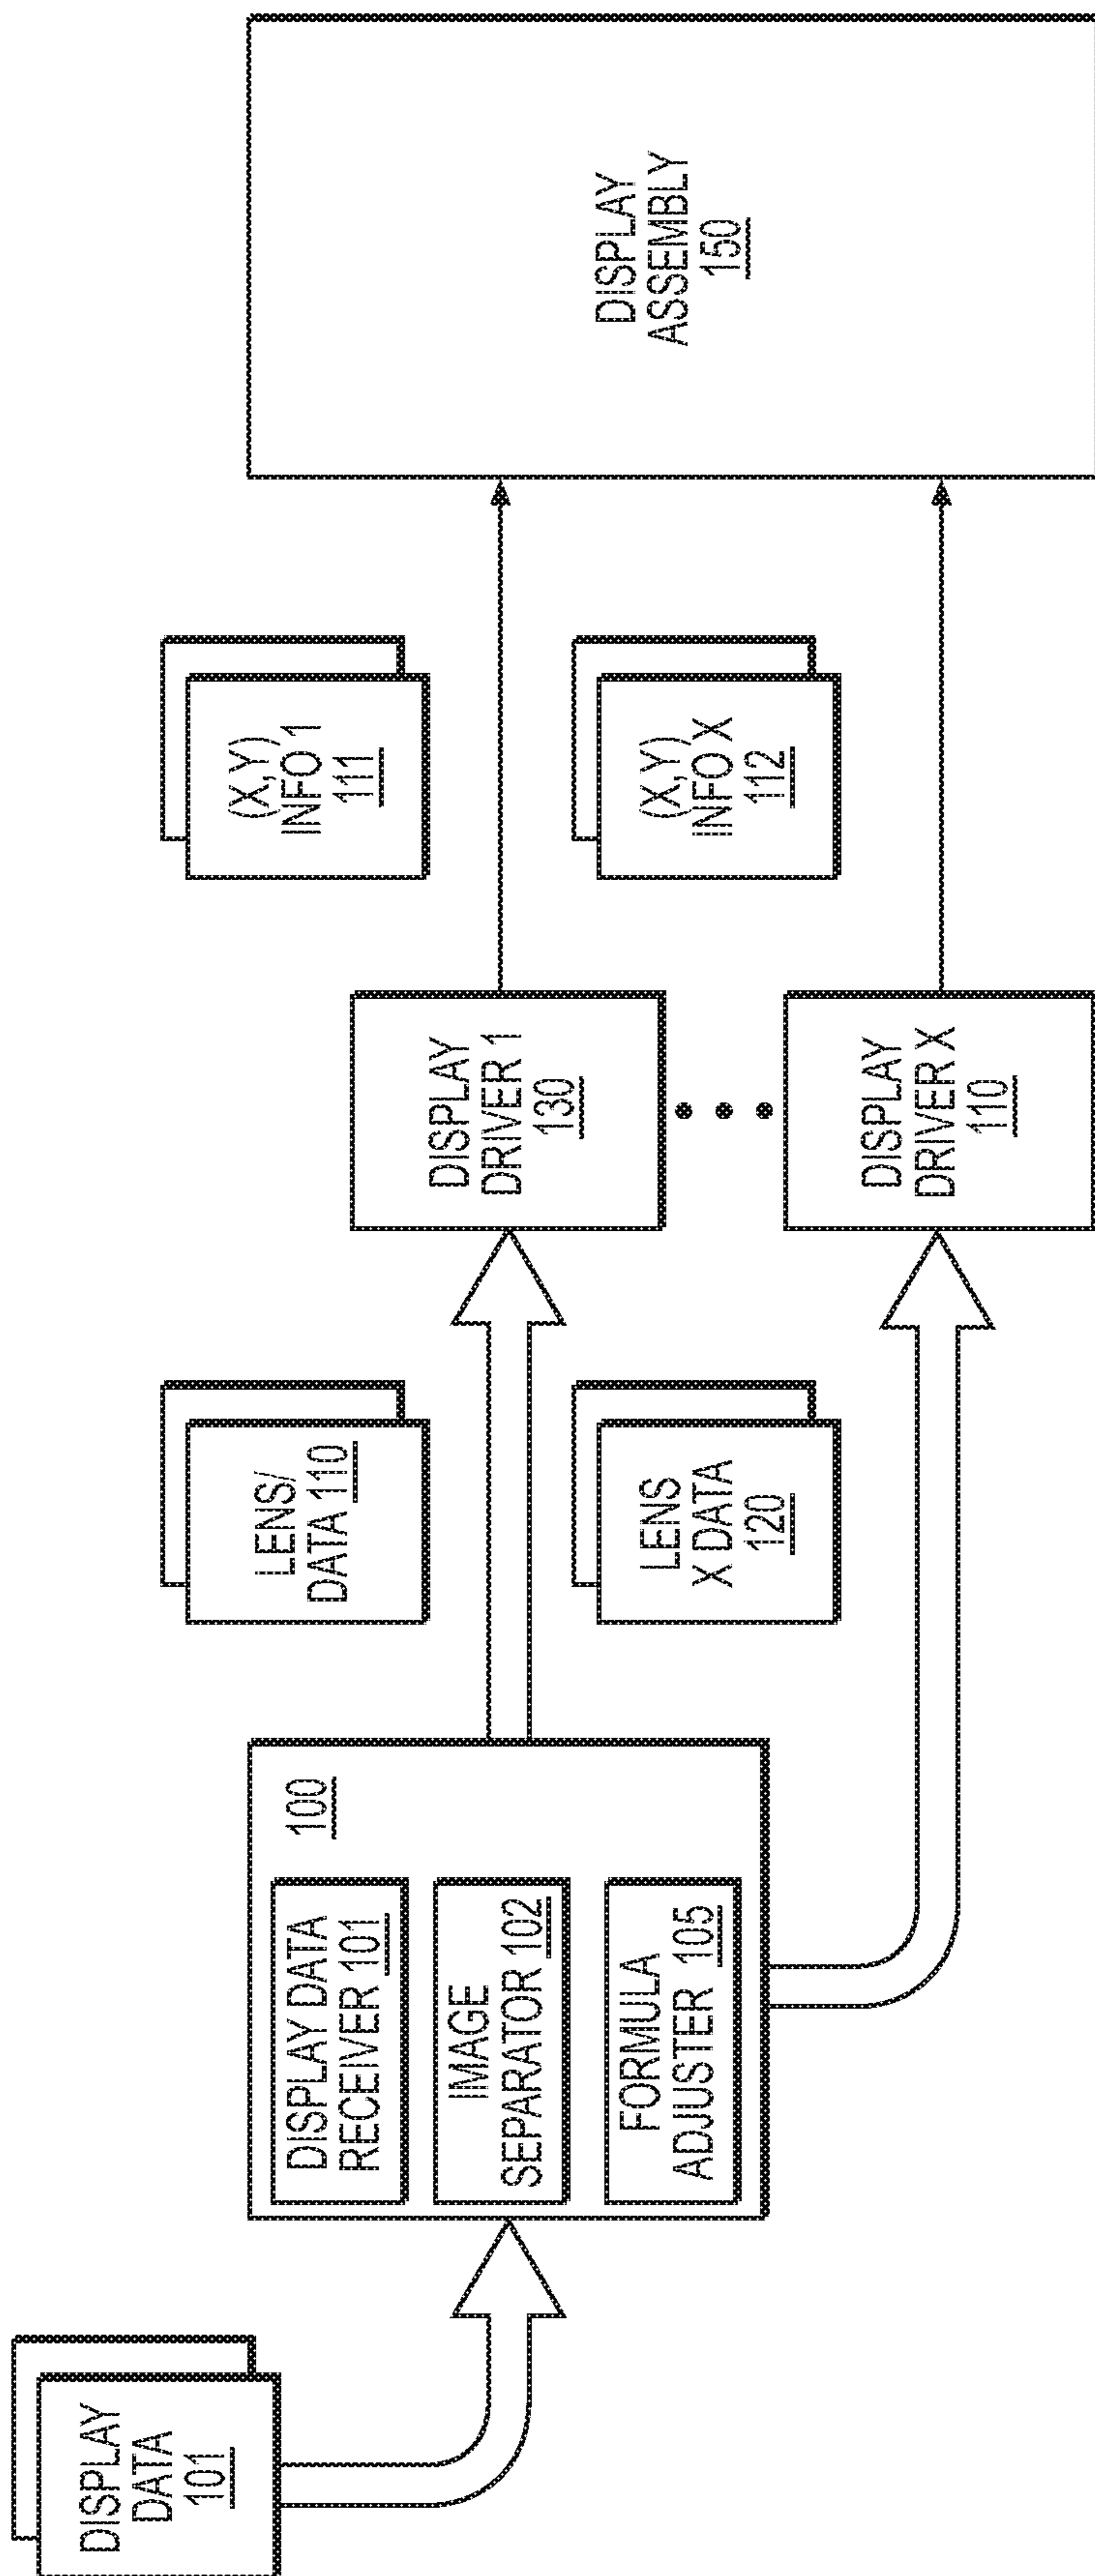 DISPLAY
DATA
101
100
DISPLAY DATA
RECEIVER 101
IMAGE
SEPARATOR 102
FORMULA
ADJUSTER 105
LENS/
DATA 110
LENS
X DATA
120
DISPLAY
DRIVER 1
130
DISPLAY
DRIVER X
110
(X,Y)
INFO 1
111
(X,Y)
INFO X
112
DISPLAY
ASSEMBLY
150